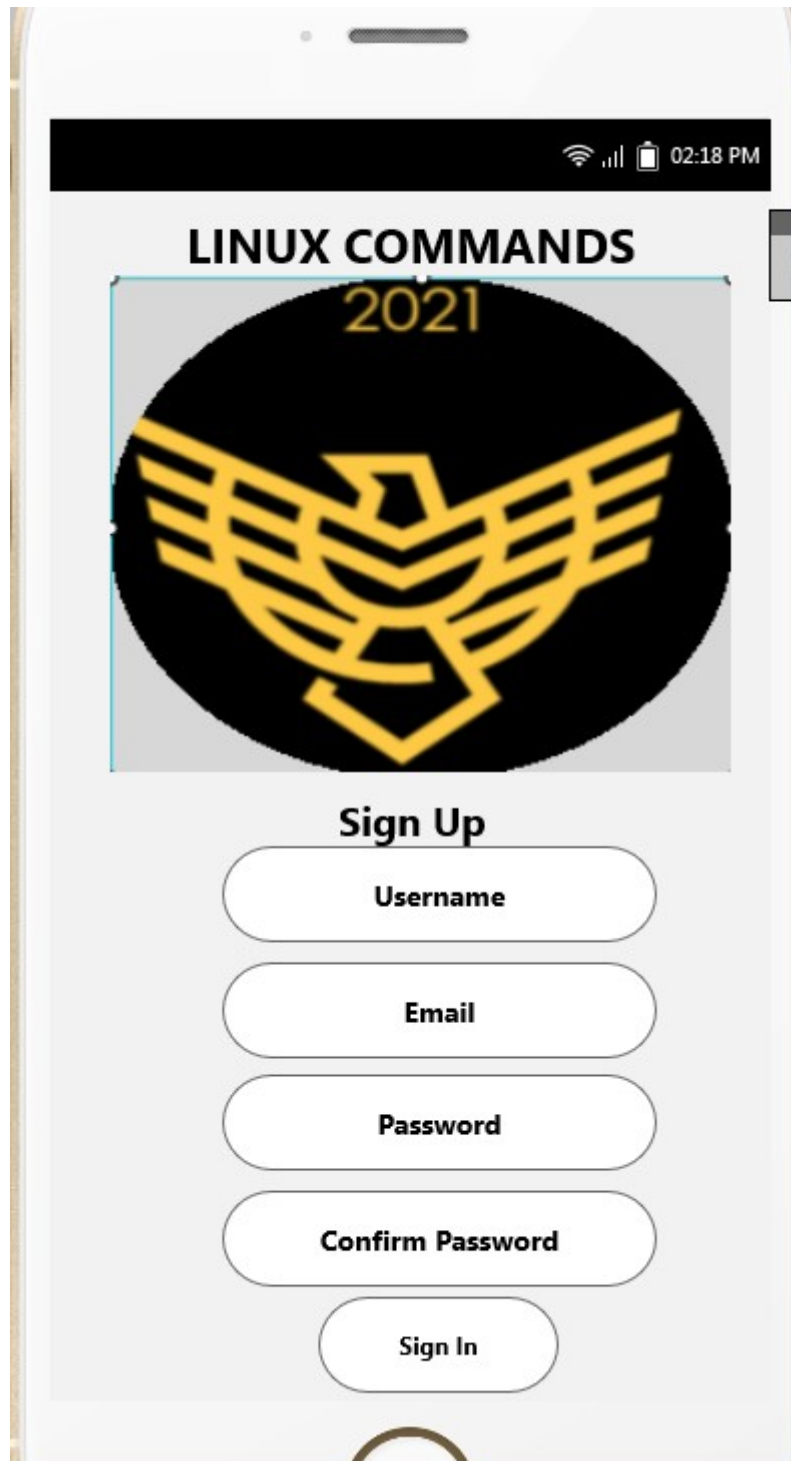 02:18 PM
LINUX COMMANDS
2021
Sign Up
Username
Email
Password
Confirm Password
Sign In